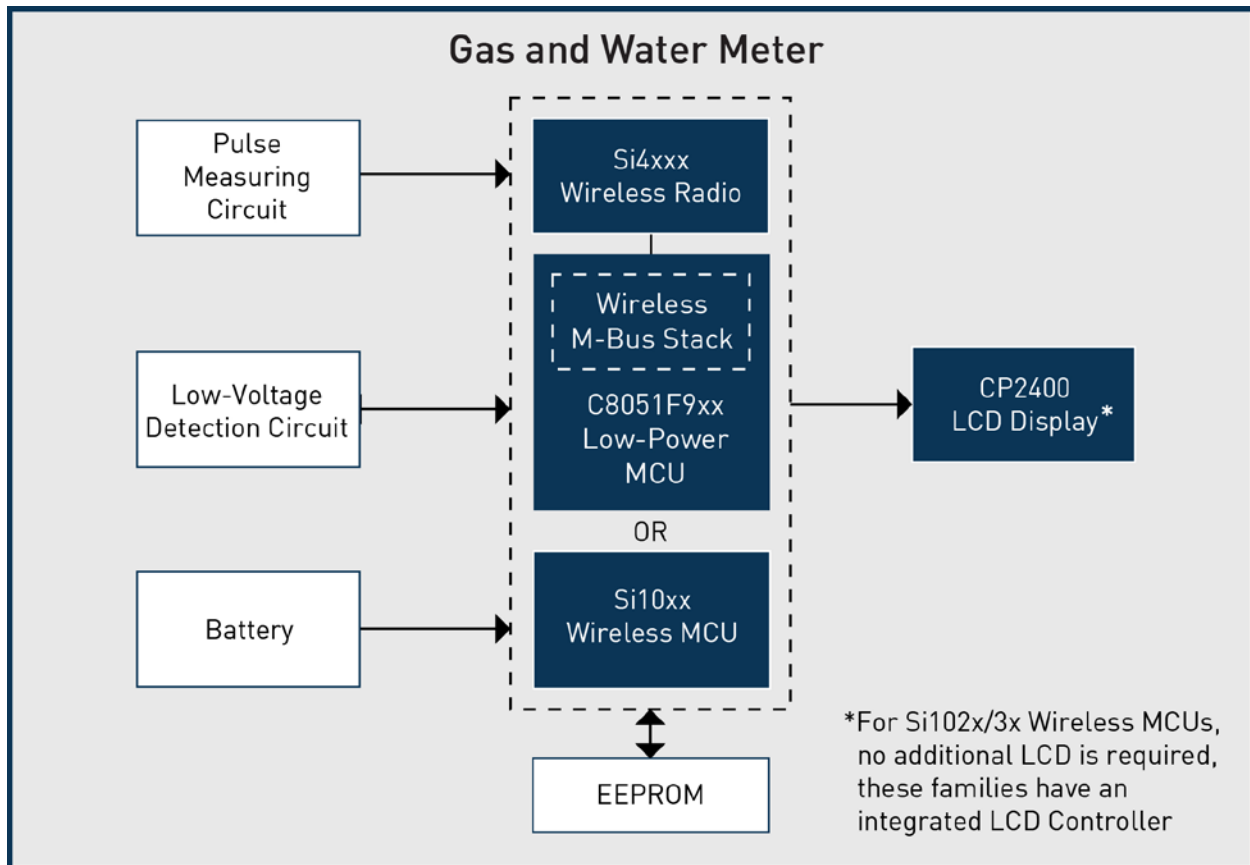 Gas and Water Meter
Pulse
Measuring
Circuit
Si4xxx
Wireless Radio
Wireless
M-Bus Stack
Low-Voltage
Detection Circuit
C8051F9xx
Low-Power
MCU
CP2400
LCD Display*
OR
Battery
Si10xx
Wireless MCU
EEPROM
*For Si102x/3x Wireless MCUs,
no additional LCD is required,
these families have an
integrated LCD Controller